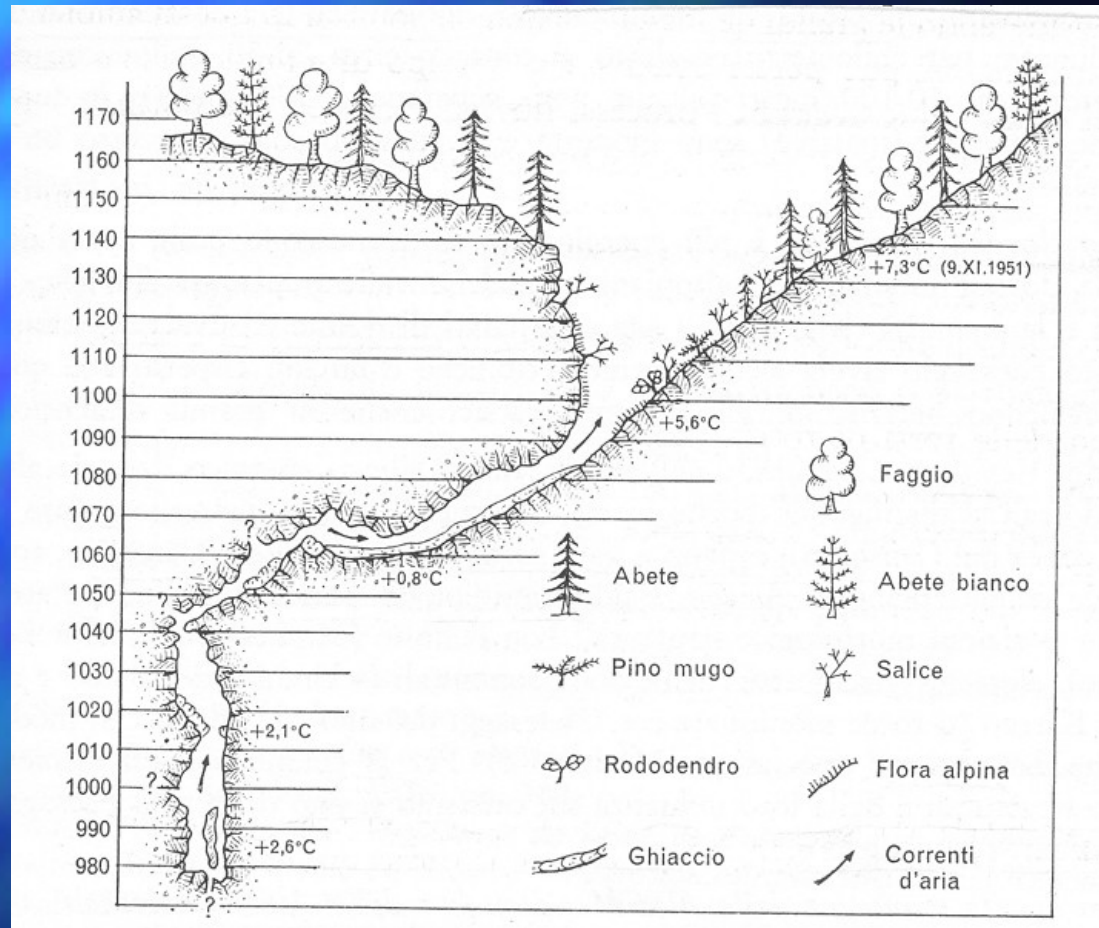 1170
1160
1150
1140
+7,3°C (9.XI.1951)
1130
1120
1110
1100
+5,6°C
1090
1080
Faggio
1070
?
1060
+0,8°C
Abete
Abete bianco
1050
?
1040
Pino mugo
Salice
1030
1020
+2,1°C
1010
Rododendro
Flora alpina
?
1000
990
+2,6°C
Ghiaccio
Correnti
d'aria
980
?